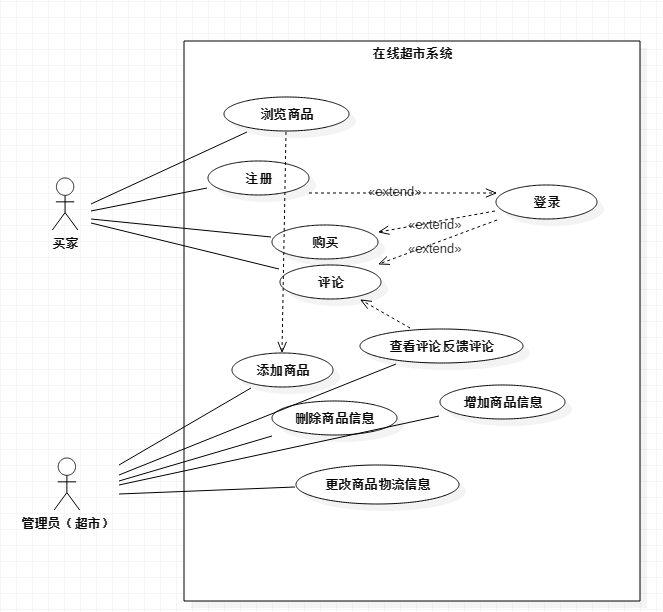 在线超市系统
浏览商品
注册
«extend»
登录
买家
购买
«extend»
«extend»
评论
查看评论反馈评论
添加商品
增加商品信息
删除商品信息
更改商品物流信息
管理员（超市）